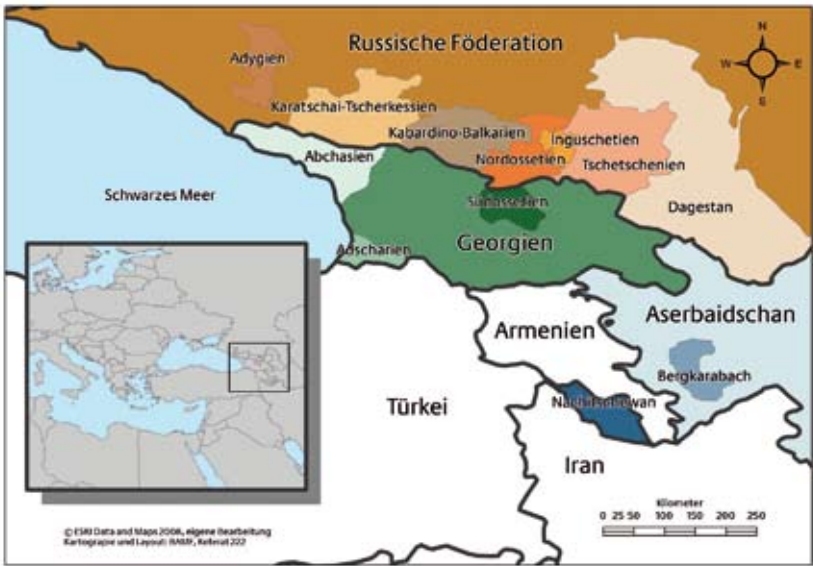 N
W
E
S
Russische Föderation
Adygien
Karatschai-Tscherkessien
Kabardino-Balkarien
Inguschetien
Nordossetien
Tschetschenien
Abchasien
Schwarzes Meer
Südossetien
Dagestan
Georgien
Adscharien
Armenien
Aserbaidschan
Bergkarabach
Nachitschewan
Türkei
Iran
Kilometer
0 25 50 100 150 200 250
© ESRI Data and Maps 2008, eigene Bearbeitung
Kartograpie und Layout: BAMF, Referat 222